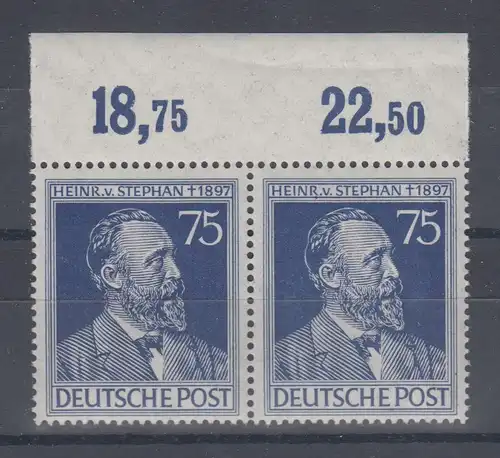 18,75 22,50
HEINR.v.STEPHAN †1897 HEINR.v.STEPHAN †1897
75 75
DEUTSCHE POST DEUTSCHE POST